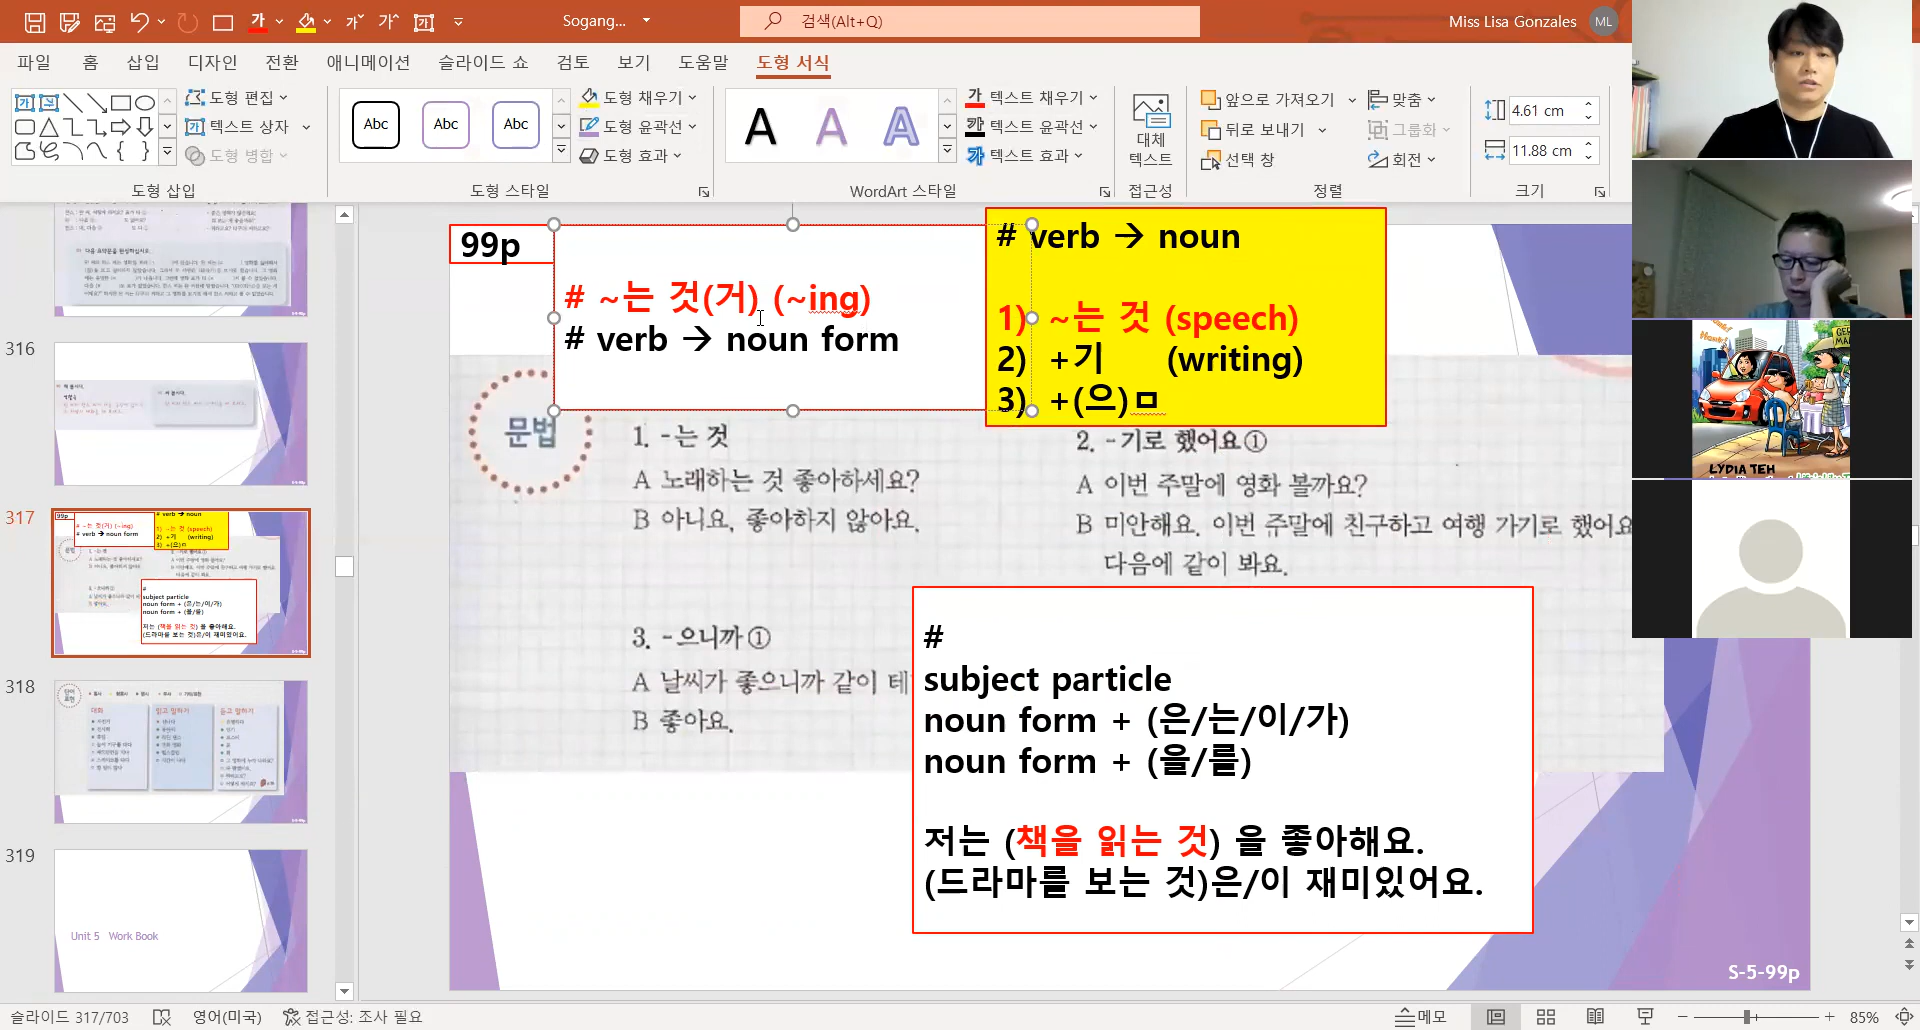 Sogang...
검색(Alt+Q)
Miss Lisa Gonzales
ML
파일 홈 삽입 디자인 전환 애니메이션 슬라이드 쇼 검토 보기 도움말 도형 서식
도형 편집
텍스트 상자
도형 병합
도형 삽입
Abc Abc Abc
도형 채우기
도형 윤곽선
도형 효과
도형 스타일
A A A
텍스트 채우기
텍스트 윤곽선
텍스트 효과
WordArt 스타일
대체
텍스트
접근성
앞으로 가져오기
뒤로 보내기
선택 창
맞춤
그룹화
회전
정렬
4.61 cm
11.88 cm
크기
316
317
318
319
Unit 5 Work Book
99p
# ~는 것(거) (~ing)
# verb → noun form
# verb → noun
1) ~는 것 (speech)
2) +기 (writing)
3) +(으)ㅁ
문법
1. -는 것
A 노래하는 것 좋아하세요?
B 아니요, 좋아하지 않아요.
2. -기로 했어요①
A 이번 주말에 영화 볼까요?
B 미안해요. 이번 주말에 친구하고 여행 가기로 했어요
다음에 같이 봐요.
3. -으니까①
A 날씨가 좋으니까 같이 테
B 좋아요.
#
subject particle
noun form + (은/는/이/가)
noun form + (을/를)
저는 (책을 읽는 것) 을 좋아해요.
(드라마를 보는 것)은/이 재미있어요.
S-5-99p
LYDIA TEH
슬라이드 317/703
영어(미국)
접근성: 조사 필요
메모
85%